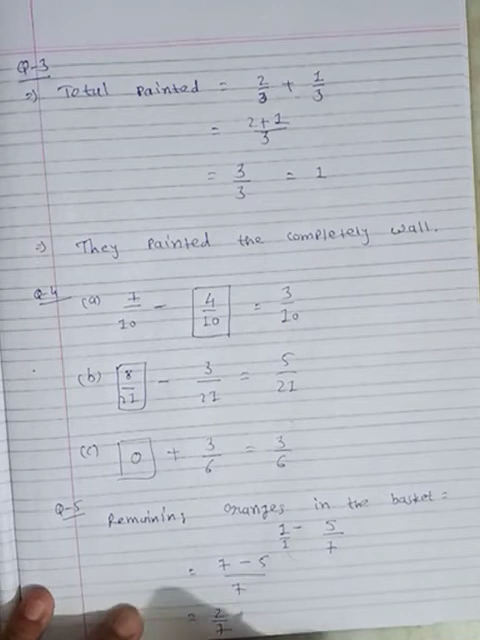 Q-3
=) Total painted = 2/3 + 1/3
= 2+1/3
= 3/3 = 1
=) They painted the completely wall.
Q-4 (a) 7/10 - 4/10 = 3/10
(b) 8/21 - 3/21 = 5/21
(c) 0 + 3/6 = 3/6
Q-5 Remaining oranges in the basket =
1/1 - 5/7
= 7-5/7
= 2/7